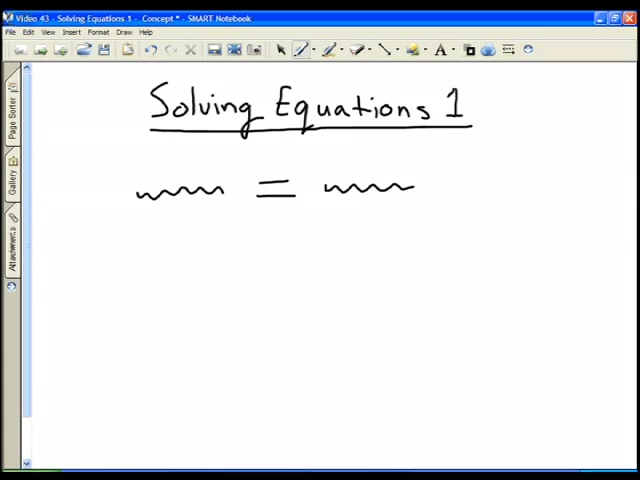 Video 43 - Solving Equations 1 - Concept * - SMART Notebook
File Edit View Insert Format Draw Help
Page Sorter
Gallery
Attachments
Solving Equations 1
=